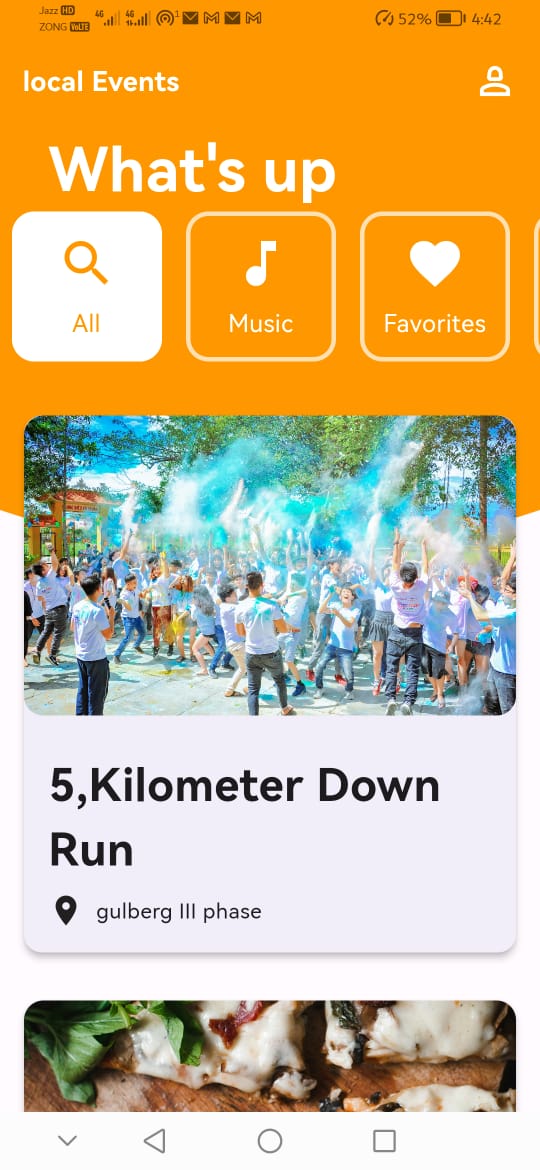 Jazz HD
4G 4G 1 52% 4:42
ZONG VoLTE
local Events
What's up
All
Music
Favorites
5,Kilometer Down
Run
gulberg III phase